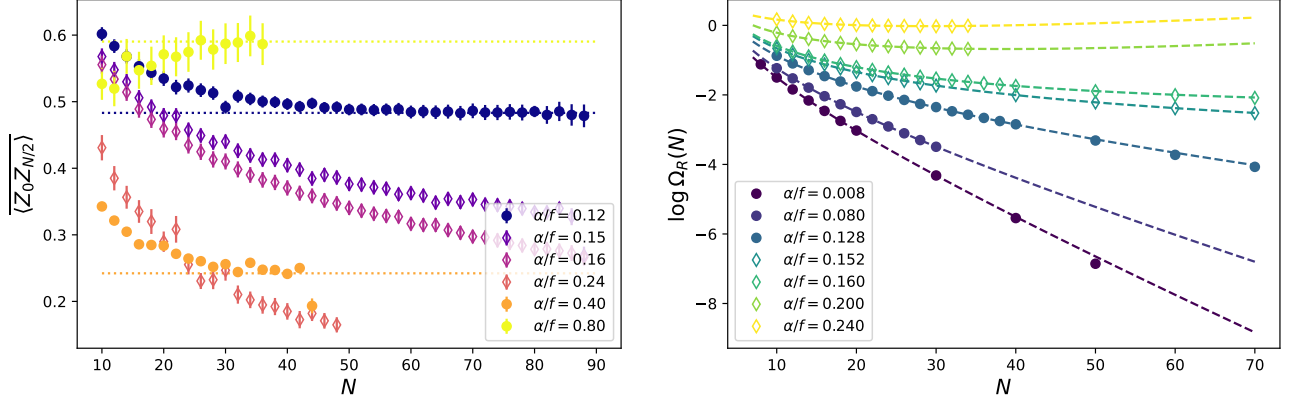 0.6
0.5
0.4
0.3
0.2
⟨Z₀Z_{N/2}⟩
10 20 30 40 50 60 70 80 90
N
α/f = 0.12
α/f = 0.15
α/f = 0.16
α/f = 0.24
α/f = 0.40
α/f = 0.80
0
−2
−4
−6
−8
log Ω_R(N)
10 20 30 40 50 60 70
N
α/f = 0.008
α/f = 0.080
α/f = 0.128
α/f = 0.152
α/f = 0.160
α/f = 0.200
α/f = 0.240